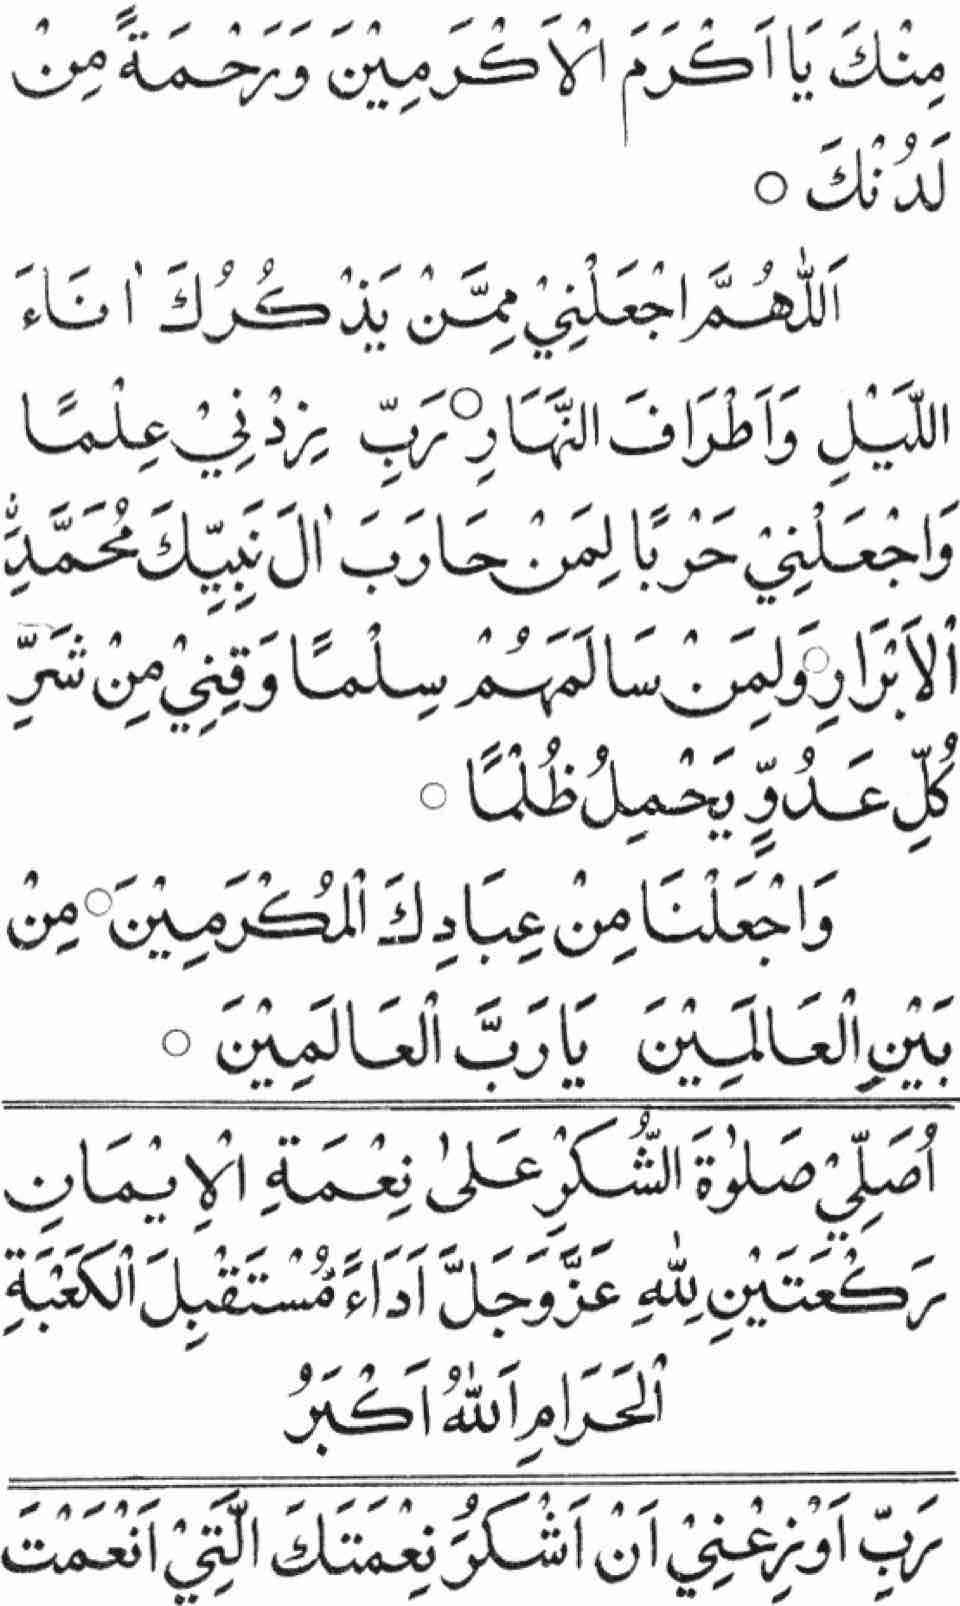 مِنْكَ يَا اَكْرَمَ الْاَكْرَمِيْنَ وَرَحْمَةً مِنْ
لَدُنْكَ ○
اَللّٰهُمَّ اجْعَلْنِيْ مِمَّنْ يَذْكُرُكَ اٰنَاءَ
اللَّيْلِ وَاَطْرَافَ النَّهَارِ ○ رَبِّ زِدْنِيْ عِلْمًا
وَاجْعَلْنِيْ حَرْبًا لِمَنْ حَارَبَ اٰلَ نَبِيِّكَ مُحَمَّدٍ
الْاَبْرَارِ ○ وَلِمَنْ سَالَمَهُمْ سِلْمًا وَقِنِيْ مِنْ شَرِّ
كُلِّ عَدُوٍّ يَحْمِلُ ظُلْمًا ○
وَاجْعَلْنَا مِنْ عِبَادِكَ الْمُكْرَمِيْنَ ○ مِنْ
بَيْنِ الْعَالَمِيْنَ يَا رَبَّ الْعَالَمِيْنَ ○
اُصَلِّيْ صَلٰوةَ الشُّكْرِ عَلىٰ نِعْمَةِ الْاِيْمَانِ
رَكْعَتَيْنِ لِلّٰهِ عَزَّ وَجَلَّ اَدَاءً مُّسْتَقْبِلَ الْكَعْبَةِ
الْحَرَامِ اَللّٰهُ اَكْبَرُ
رَبِّ اَوْزِعْنِيْ اَنْ اَشْكُرَ نِعْمَتَكَ الَّتِيْ اَنْعَمْتَ